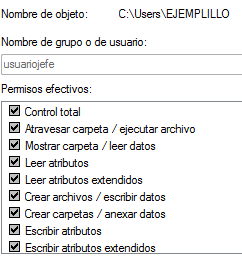 Nombre de objeto: C:\Users\EJEMPLILLO
Nombre de grupo o de usuario:
usuariojefe
Permisos efectivos:
Control total
Atravesar carpeta / ejecutar archivo
Mostrar carpeta / leer datos
Leer atributos
Leer atributos extendidos
Crear archivos / escribir datos
Crear carpetas / anexar datos
Escribir atributos
Escribir atributos extendidos